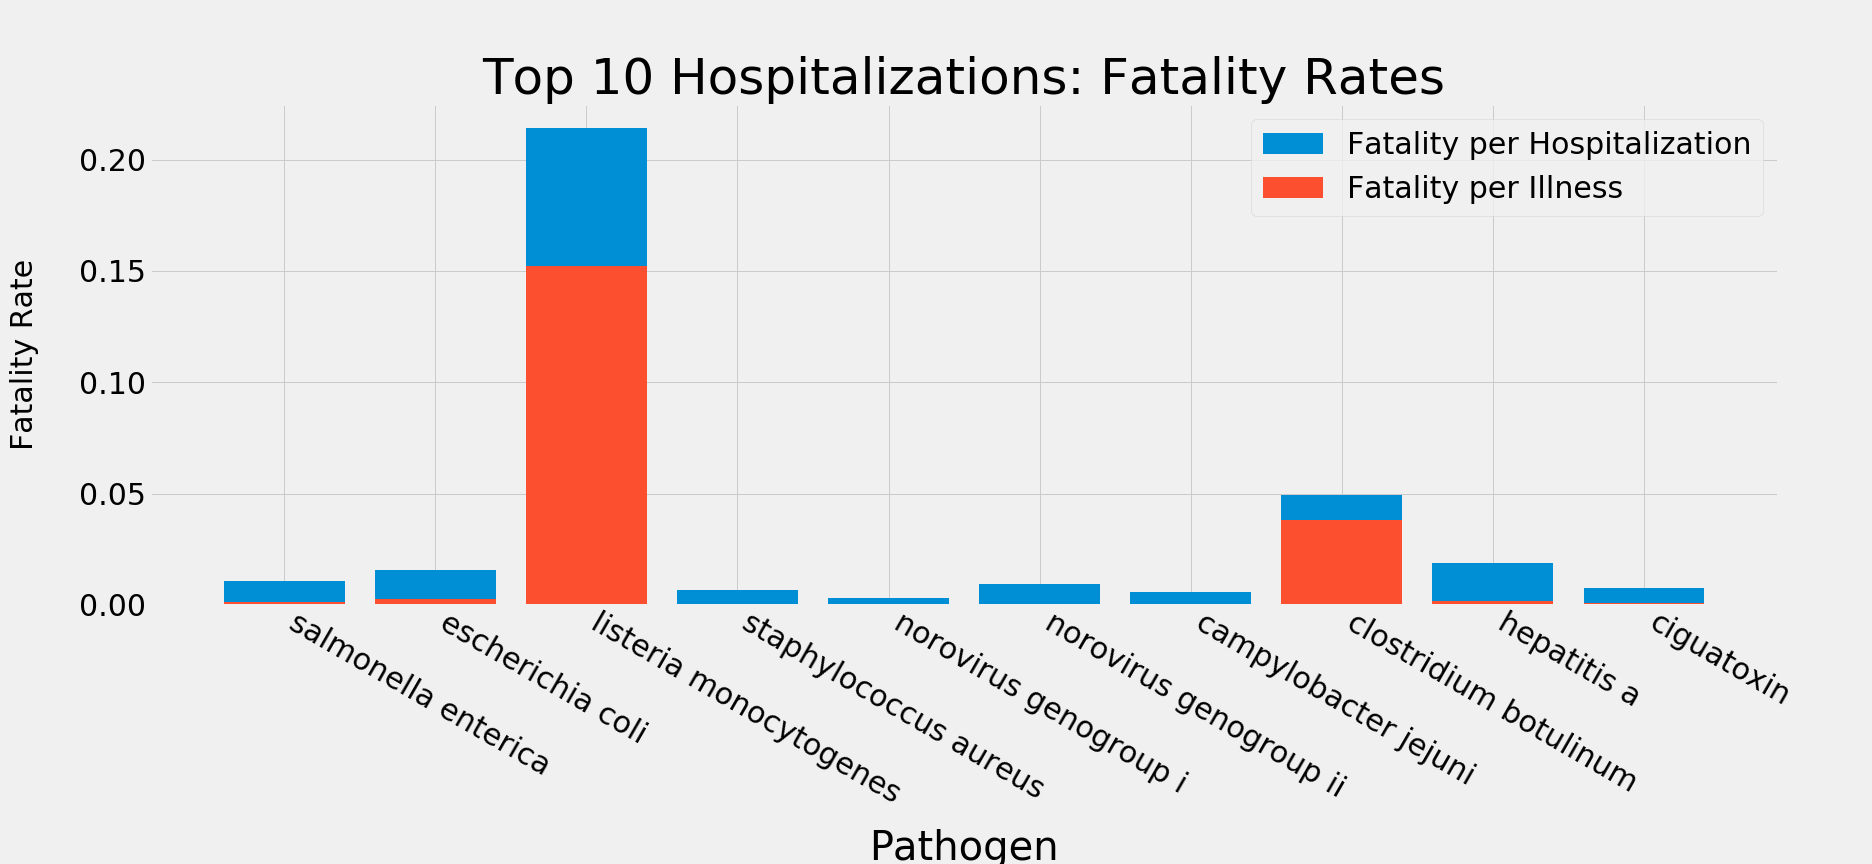 Top 10 Hospitalizations: Fatality Rates
Fatality per Hospitalization
Fatality per Illness
Fatality Rate
0.20
0.15
0.10
0.05
0.00
salmonella enterica
escherichia coli
listeria monocytogenes
staphylococcus aureus
norovirus genogroup i
norovirus genogroup ii
campylobacter jejuni
clostridium botulinum
hepatitis a
ciguatoxin
Pathogen